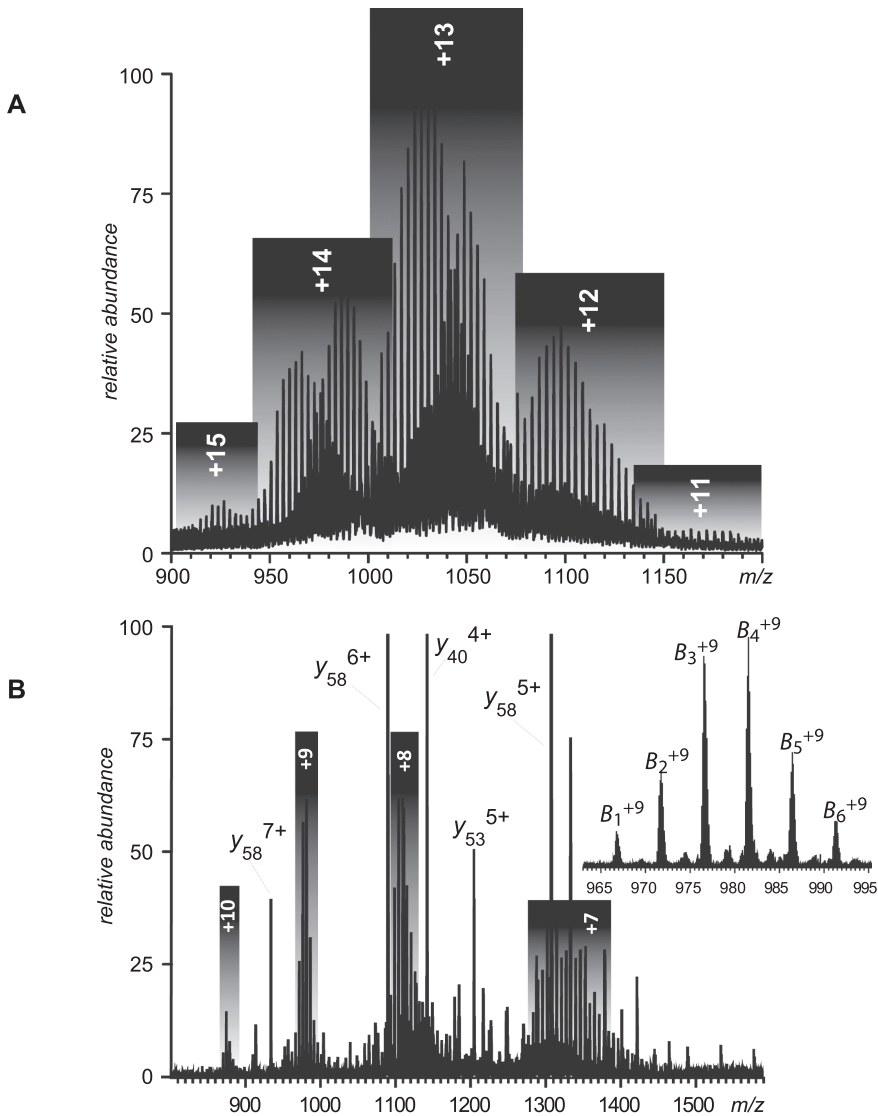 A
relative abundance
100
75
50
25
0
+15
+14
+13
+12
+11
900 950 1000 1050 1100 1150 m/z
B
relative abundance
100
75
50
25
0
+10
y58 7+
+9
y58 6+
+8
y40 4+
y53 5+
y58 5+
+7
900 1000 1100 1200 1300 1400 1500 m/z
B1+9
B2+9
B3+9
B4+9
B5+9
B6+9
965 970 975 980 985 990 995